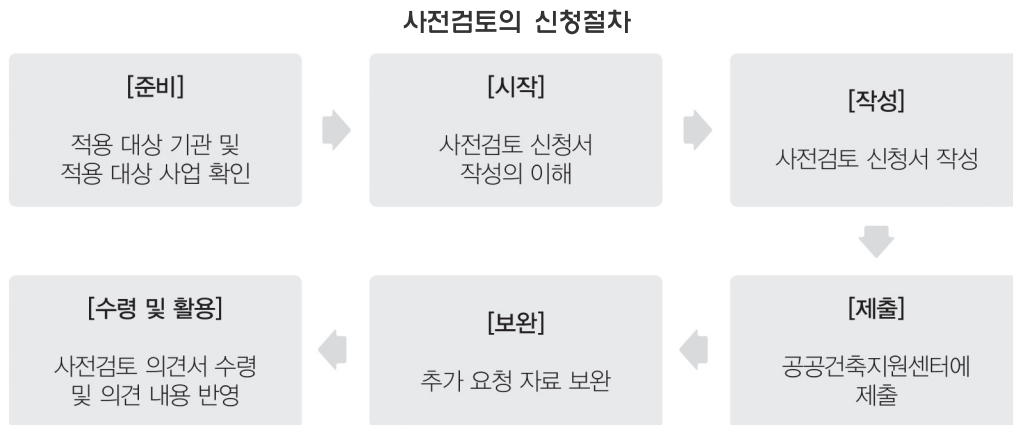 사전검토의 신청절차
[준비]
적용 대상 기관 및
적용 대상 사업 확인
[시작]
사전검토 신청서
작성의 이해
[작성]
사전검토 신청서 작성
[제출]
공공건축지원센터에
제출
[보완]
추가 요청 자료 보완
[수령 및 활용]
사전검토 의견서 수령
및 의견 내용 반영